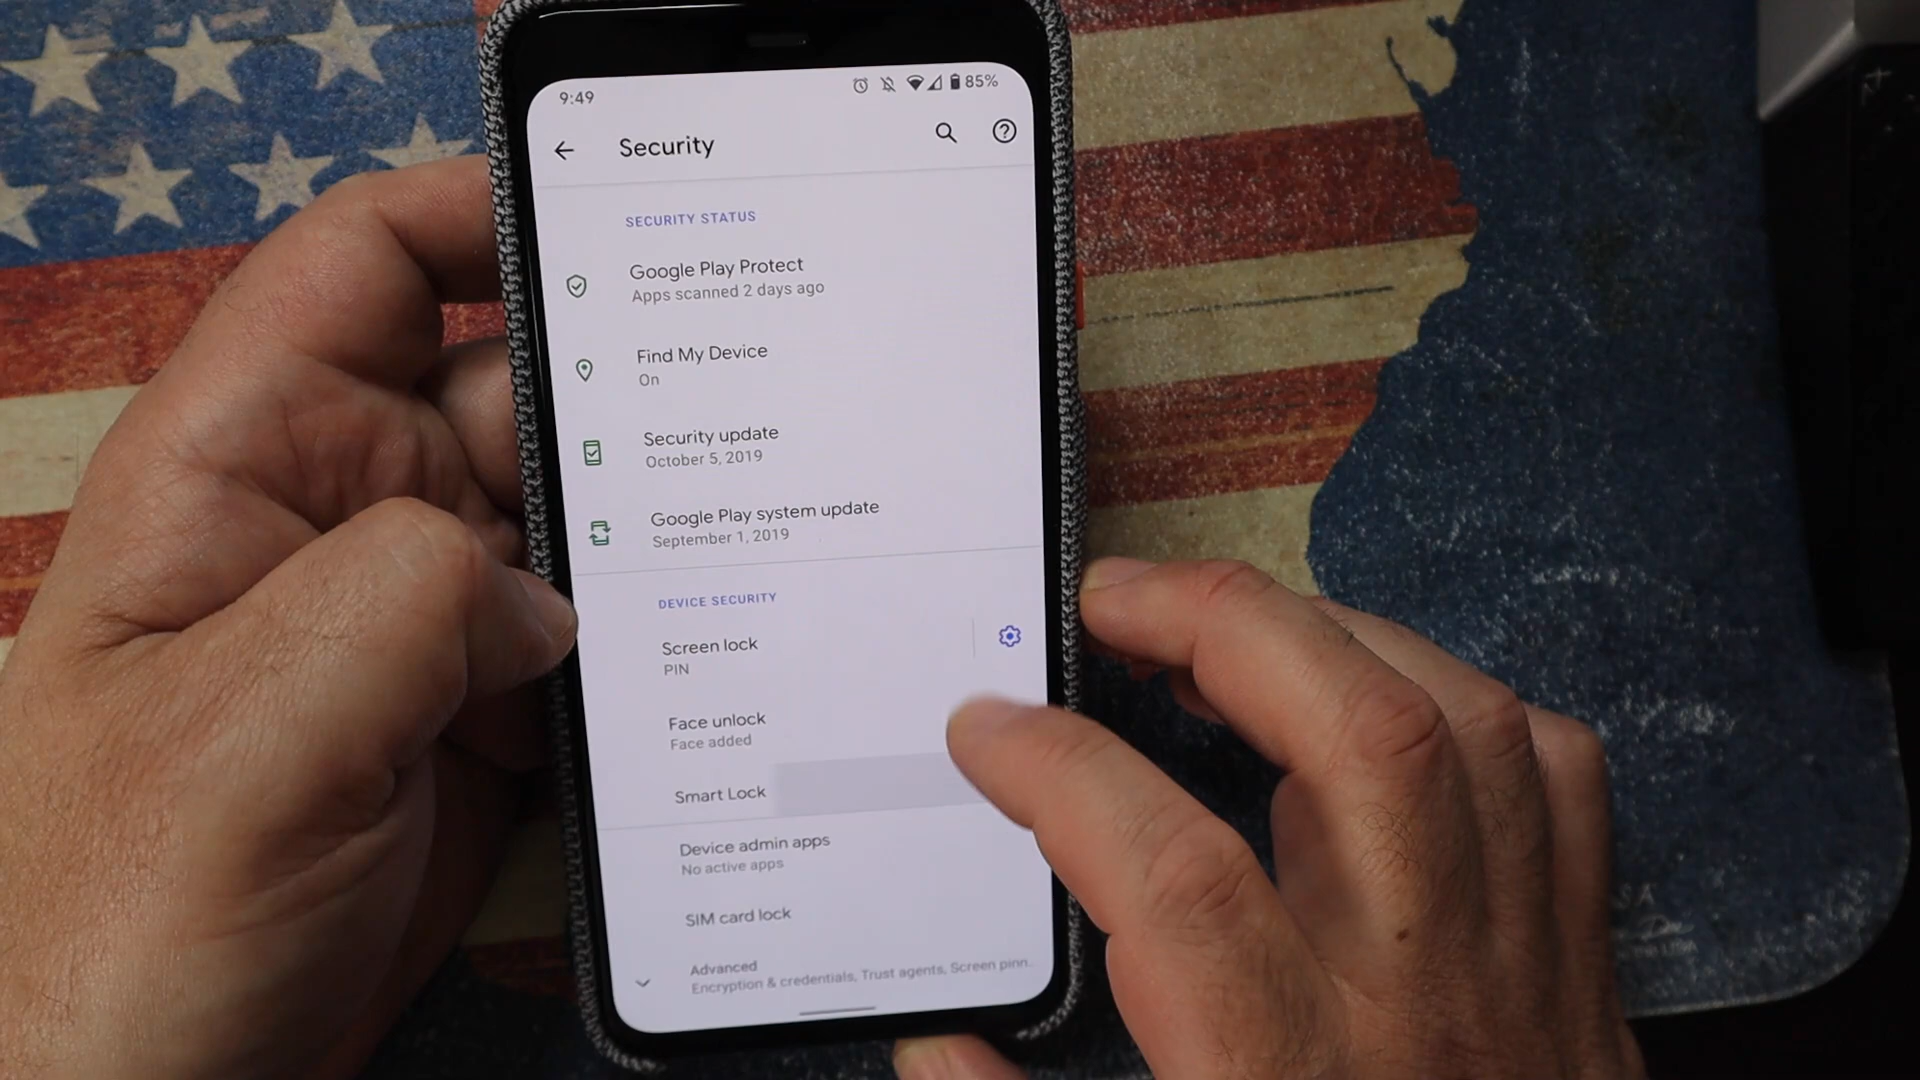 9:49
85%
Security
SECURITY STATUS
Google Play Protect
Apps scanned 2 days ago
Find My Device
On
Security update
October 5, 2019
Google Play system update
September 1, 2019
DEVICE SECURITY
Screen lock
PIN
Face unlock
Face added
Smart Lock
Device admin apps
No active apps
SIM card lock
Advanced
Encryption & credentials, Trust agents, Screen pinn...